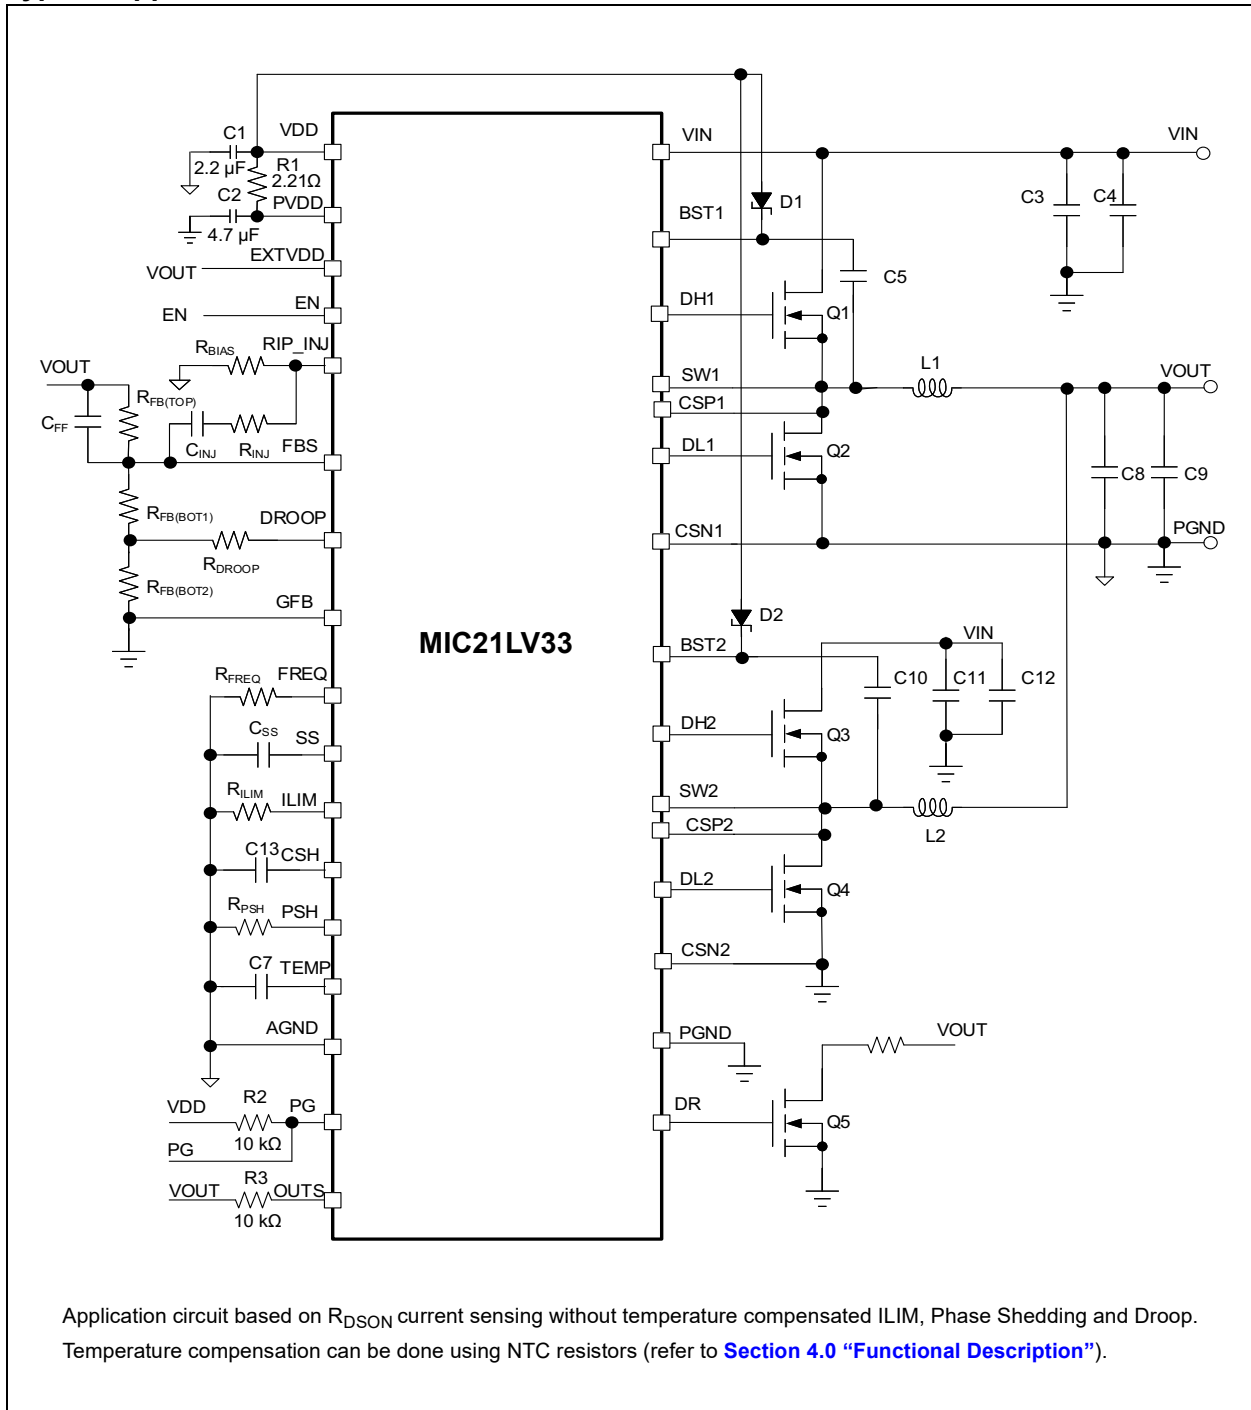 C1
VDD
2.2 µF
R1
2.21Ω
C2
PVDD
4.7 µF
EXTVDD
VOUT
EN
EN
RBIAS
RIP_INJ
VOUT
RFB(TOP)
CFF
CINJ
RINJ
FBS
RFB(BOT1)
DROOP
RDROOP
RFB(BOT2)
GFB
RFREQ
FREQ
CSS
SS
RILIM
ILIM
C13
CSH
RPSH
PSH
C7
TEMP
AGND
VDD
R2
PG
10 kΩ
PG
VOUT
R3
OUTS
10 kΩ
MIC21LV33
VIN
VIN
D1
C3
C4
BST1
C5
DH1
Q1
SW1
L1
VOUT
CSP1
DL1
Q2
C8
C9
CSN1
PGND
D2
VIN
BST2
C10
C11
C12
DH2
Q3
SW2
CSP2
L2
DL2
Q4
CSN2
PGND
VOUT
DR
Q5
Application circuit based on RDSON current sensing without temperature compensated ILIM, Phase Shedding and Droop.
Temperature compensation can be done using NTC resistors (refer to Section 4.0 “Functional Description”).